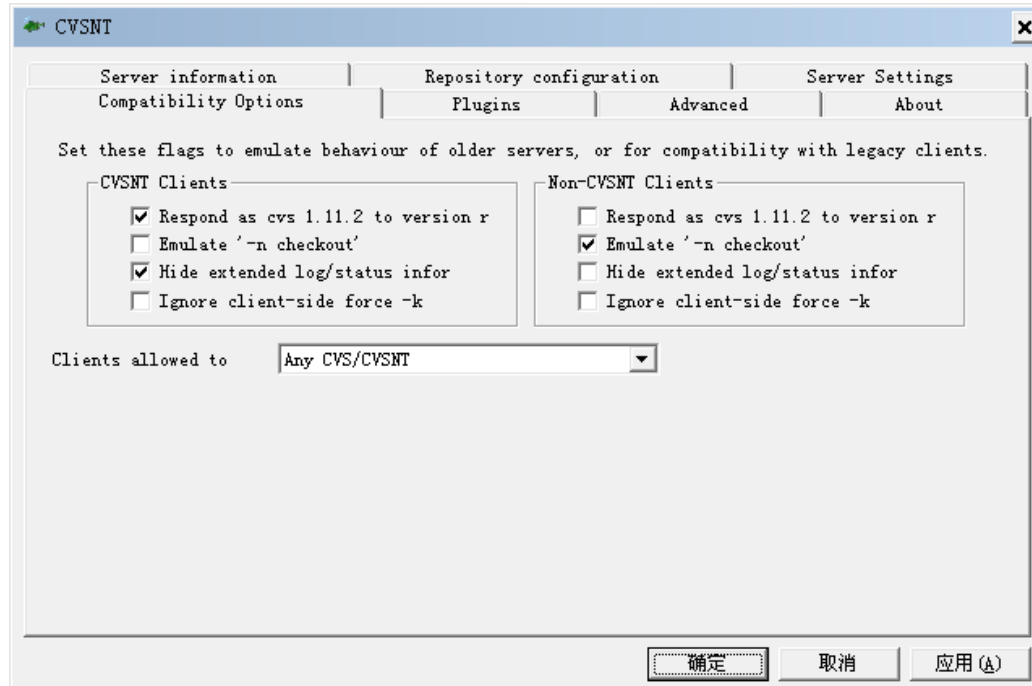 CVSNT
Server information Repository configuration Server Settings
Compatibility Options Plugins Advanced About
Set these flags to emulate behaviour of older servers, or for compatibility with legacy clients.
CVSNT Clients Non-CVSNT Clients
Respond as cvs 1.11.2 to version r Respond as cvs 1.11.2 to version r
Emulate '-n checkout' Emulate '-n checkout'
Hide extended log/status infor Hide extended log/status infor
Ignore client-side force -k Ignore client-side force -k
Clients allowed to Any CVS/CVSNT
确定 取消 应用(A)